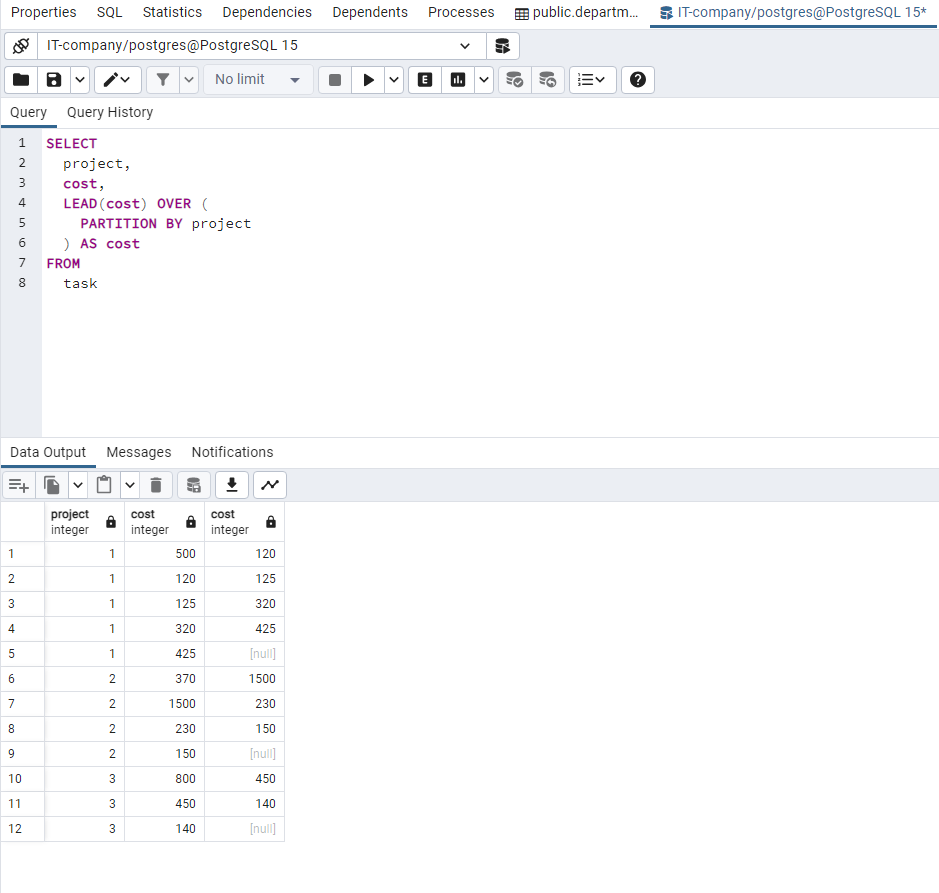 Properties SQL Statistics Dependencies Dependents Processes public.departm... IT-company/postgres@PostgreSQL 15*
IT-company/postgres@PostgreSQL 15
No limit E ?
Query Query History
1 SELECT
2 project,
3 cost,
4 LEAD(cost) OVER (
5 PARTITION BY project
6 ) AS cost
7 FROM
8 task
Data Output Messages Notifications
project cost cost
integer integer integer
1 1 500 120
2 1 120 125
3 1 125 320
4 1 320 425
5 1 425 [null]
6 2 370 1500
7 2 1500 230
8 2 230 150
9 2 150 [null]
10 3 800 450
11 3 450 140
12 3 140 [null]